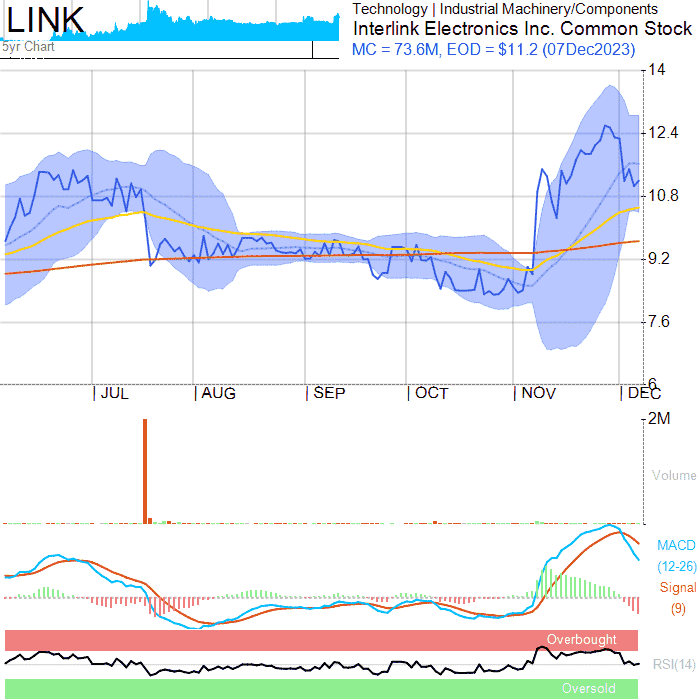 LINK
5yr Chart
Technology | Industrial Machinery/Components
Interlink Electronics Inc. Common Stock
MC = 73.6M, EOD = $11.2 (07Dec2023)
14
12.4
10.8
9.2
7.6
6
JUL
AUG
SEP
OCT
NOV
DEC
2M
Volume
MACD
(12-26)
Signal
(9)
Overbought
RSI(14)
Oversold